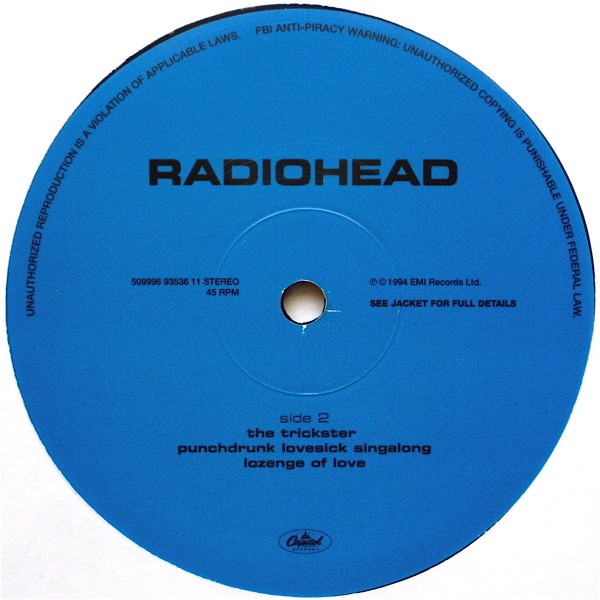 UNAUTHORIZED REPRODUCTION IS A VIOLATION OF APPLICABLE LAWS. FBI ANTI-PIRACY WARNING: UNAUTHORIZED COPYING IS PUNISHABLE UNDER FEDERAL LAW.
RADIOHEAD
509996 93536 11 STEREO
45 RPM
℗ © 1994 EMI Records Ltd.
SEE JACKET FOR FULL DETAILS
side 2
the trickster
punchdrunk lovesick singalong
lozenge of love
Capitol
RECORDS